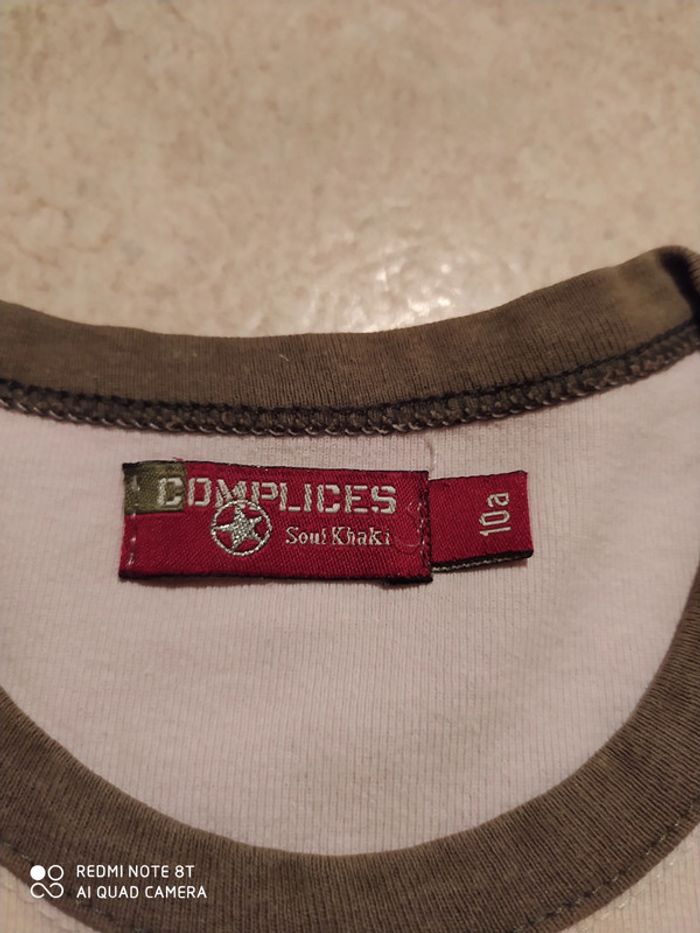 COMPLICES
Soul Khaki
10a
REDMI NOTE 8T
AI QUAD CAMERA